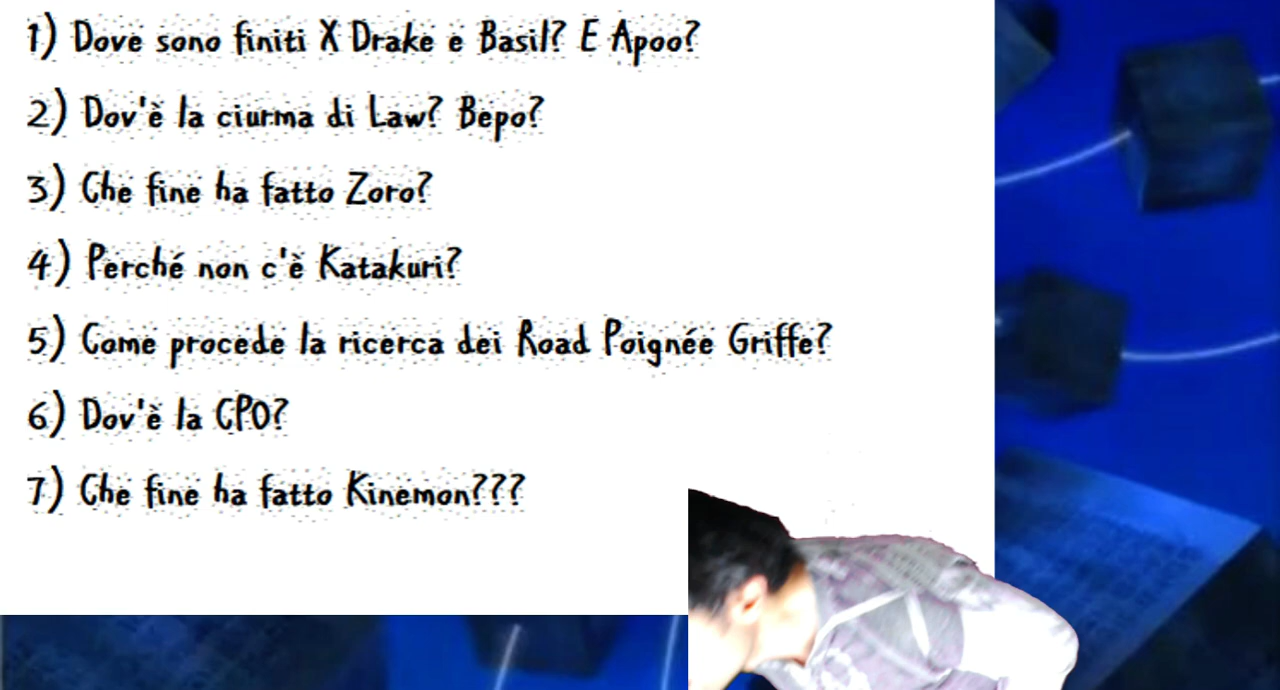 1) Dove sono finiti X Drake e Basil? E Apoo?
2) Dov'è la ciurma di Law? Bepo?
3) Che fine ha fatto Zoro?
4) Perché non c'è Katakuri?
5) Come procede la ricerca dei Road Poignée Griffe?
6) Dov'è la CPO?
7) Che fine ha fatto Kinemon???